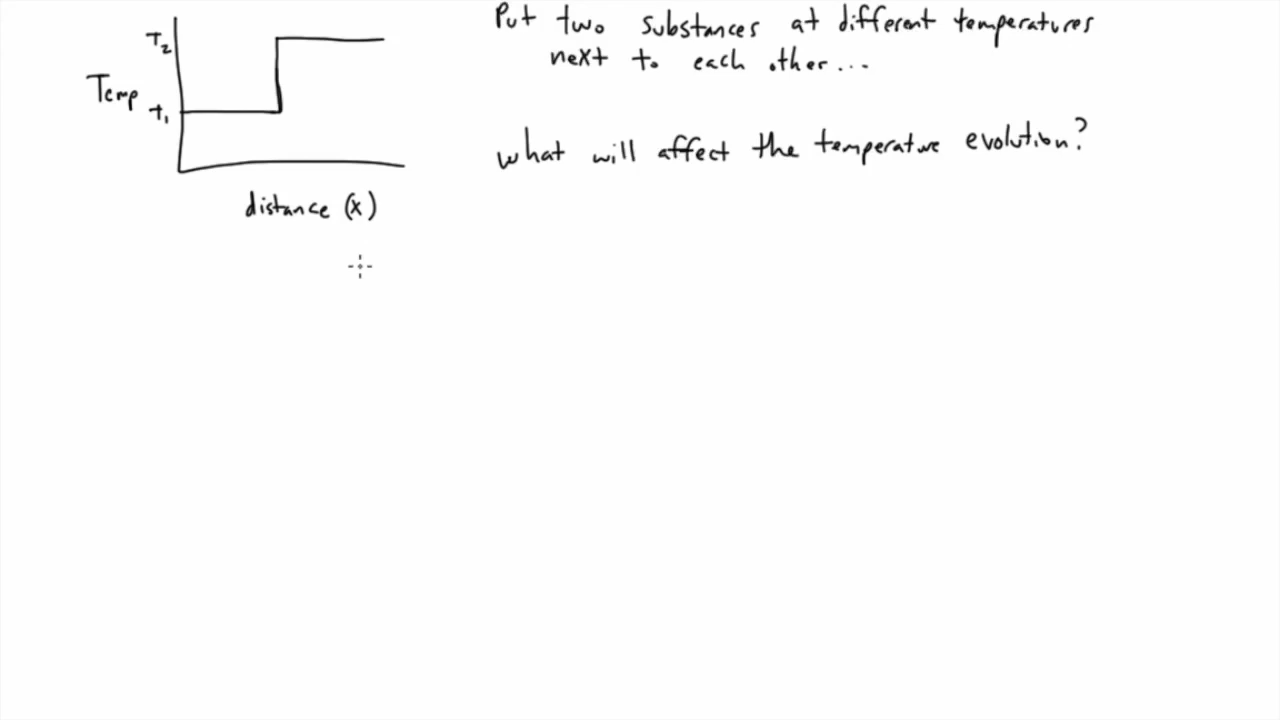 Put two substances at different temperatures
next to each other...
T2
Temp
T1
what will affect the temperature evolution?
distance (x)